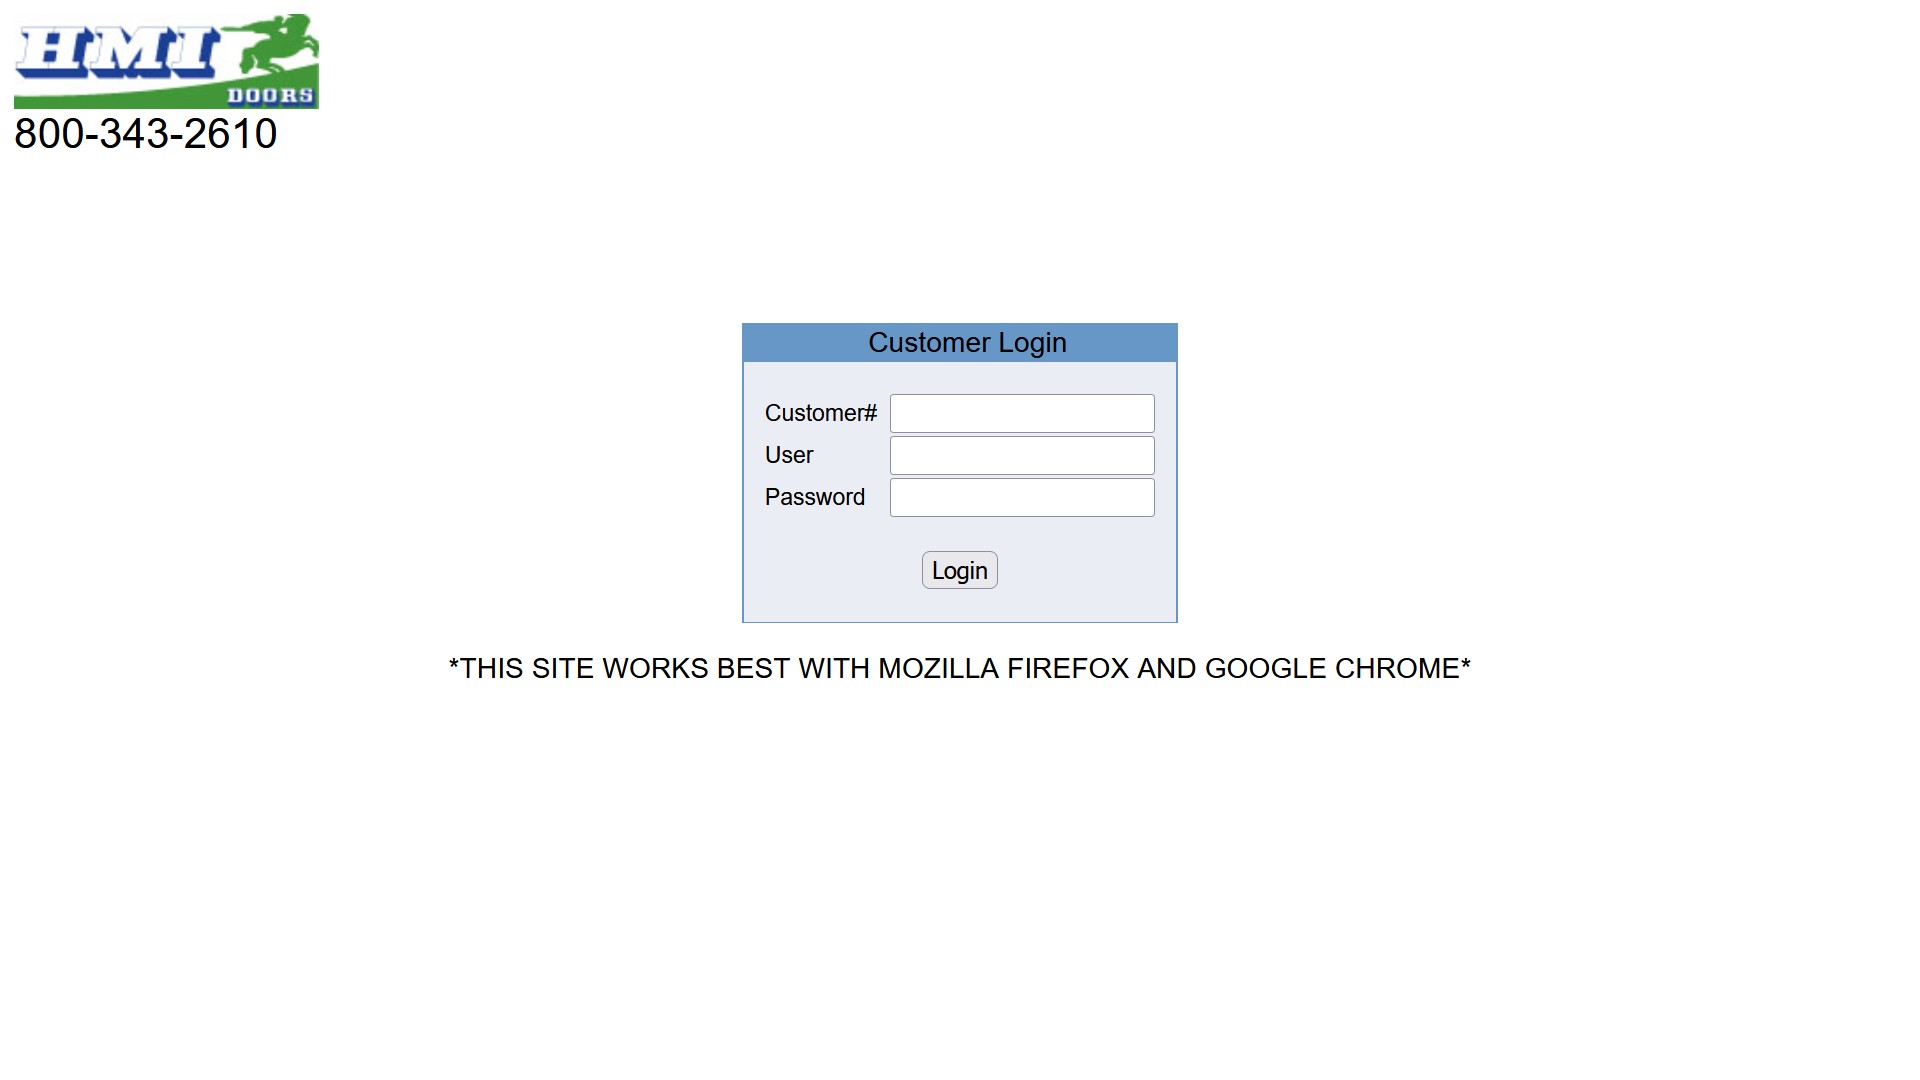 HMI
DOORS
800-343-2610
Customer Login
Customer#
User
Password
Login
*THIS SITE WORKS BEST WITH MOZILLA FIREFOX AND GOOGLE CHROME*